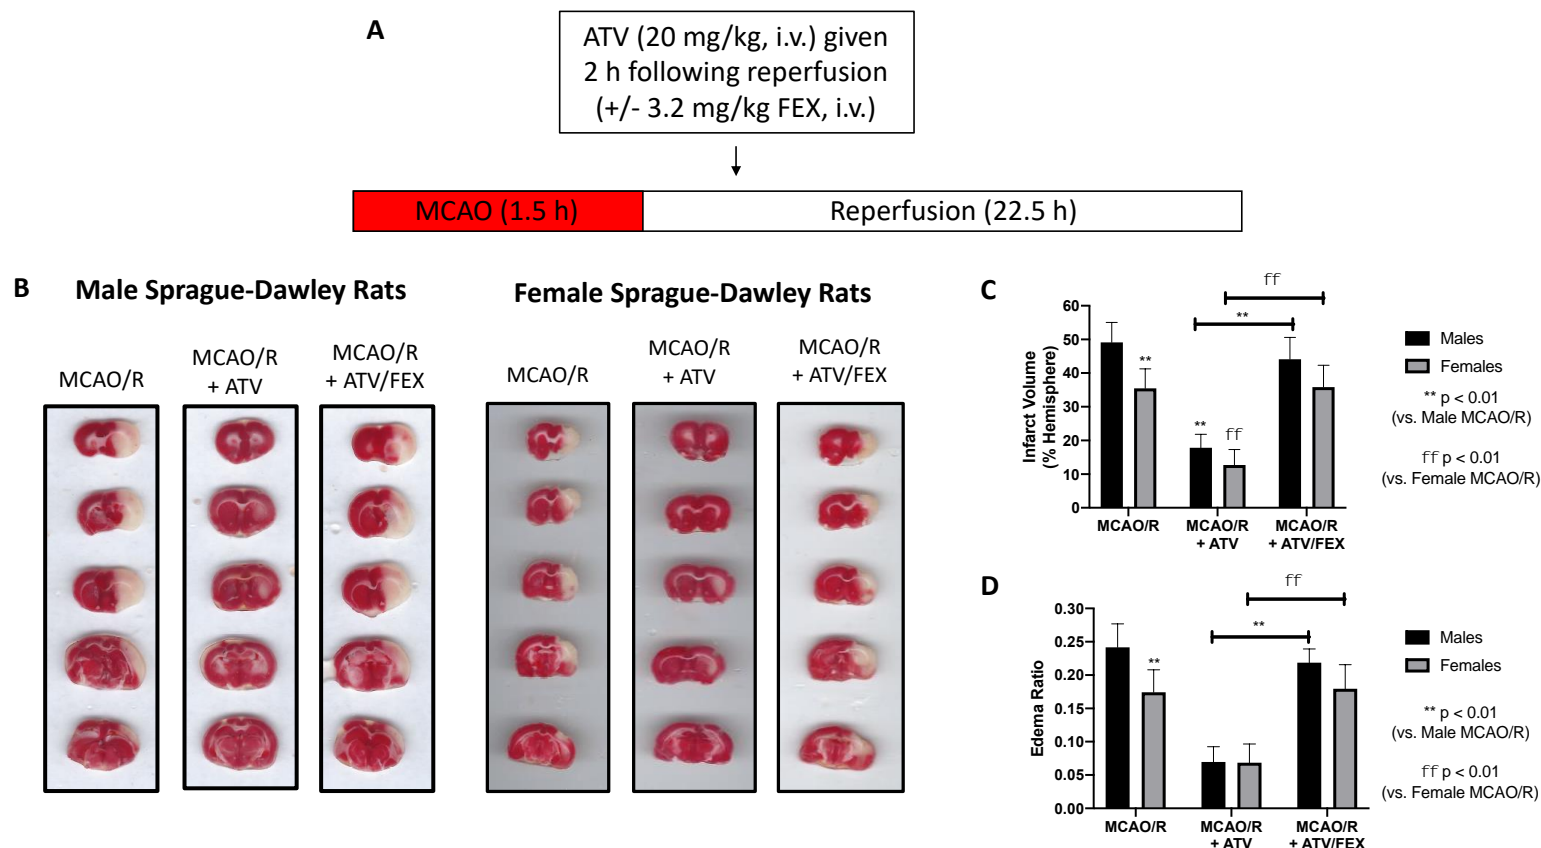 A
ATV (20 mg/kg, i.v.) given
2 h following reperfusion
(+/- 3.2 mg/kg FEX, i.v.)
MCAO (1.5 h)
Reperfusion (22.5 h)
B
Male Sprague-Dawley Rats
MCAO/R
MCAO/R
+ ATV
MCAO/R
+ ATV/FEX
Female Sprague-Dawley Rats
MCAO/R
MCAO/R
+ ATV
MCAO/R
+ ATV/FEX
C
Infarct Volume
(% Hemisphere)
60
50
40
30
20
10
0
**
**
ff
**
ff
MCAO/R
MCAO/R
+ ATV
MCAO/R
+ ATV/FEX
Males
Females
** p < 0.01
(vs. Male MCAO/R)
ff p < 0.01
(vs. Female MCAO/R)
D
Edema Ratio
0.30
0.25
0.20
0.15
0.10
0.05
0.00
**
**
ff
MCAO/R
MCAO/R
+ ATV
MCAO/R
+ ATV/FEX
Males
Females
** p < 0.01
(vs. Male MCAO/R)
ff p < 0.01
(vs. Female MCAO/R)